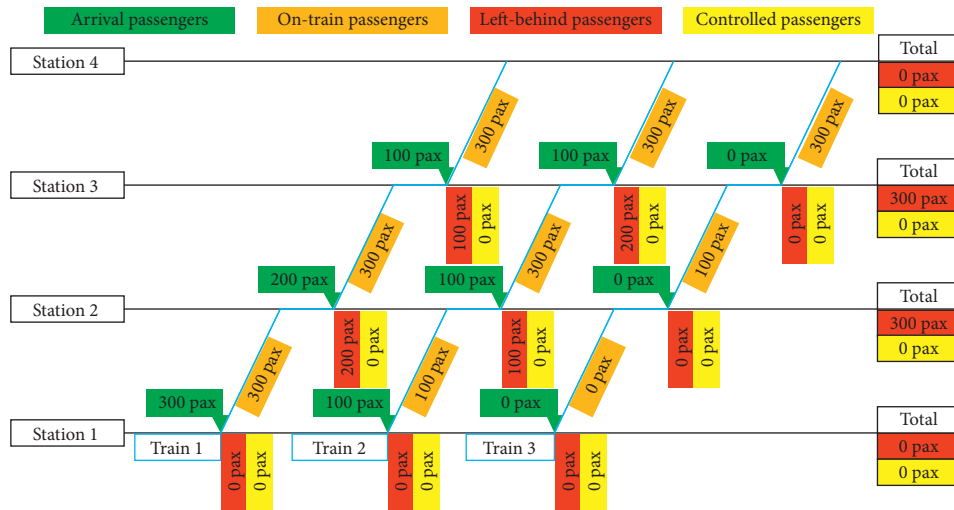 Arrival passengers
On-train passengers
Left-behind passengers
Controlled passengers
Station 4
Total
0 pax
0 pax
300 pax
300 pax
300 pax
100 pax
100 pax
0 pax
Station 3
Total
300 pax
0 pax
100 pax
0 pax
200 pax
0 pax
0 pax
0 pax
300 pax
300 pax
100 pax
200 pax
100 pax
0 pax
Station 2
Total
300 pax
0 pax
200 pax
0 pax
100 pax
0 pax
0 pax
0 pax
300 pax
100 pax
0 pax
300 pax
100 pax
0 pax
Station 1
Total
0 pax
0 pax
Train 1
Train 2
Train 3
0 pax
0 pax
0 pax
0 pax
0 pax
0 pax